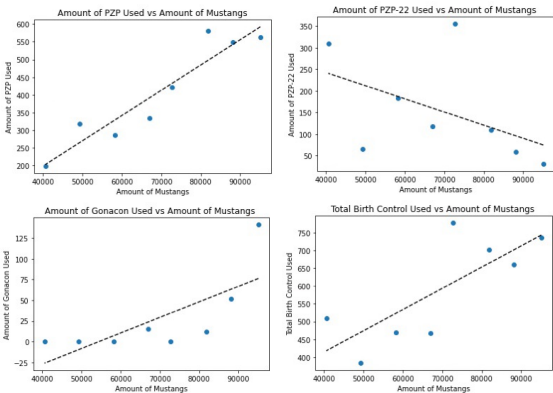 Amount of PZP Used vs Amount of Mustangs
Amount of PZP Used
600
550
500
450
400
350
300
250
200
40000 50000 60000 70000 80000 90000
Amount of Mustangs
Amount of PZP-22 Used vs Amount of Mustangs
Amount of PZP-22 Used
350
300
250
200
150
100
50
40000 50000 60000 70000 80000 90000
Amount of Mustangs
Amount of Gonacon Used vs Amount of Mustangs
Amount of Gonacon Used
125
100
75
50
25
0
−25
40000 50000 60000 70000 80000 90000
Amount of Mustangs
Total Birth Control Used vs Amount of Mustangs
Total Birth Control Used
750
700
650
600
550
500
450
400
40000 50000 60000 70000 80000 90000
Amount of Mustangs